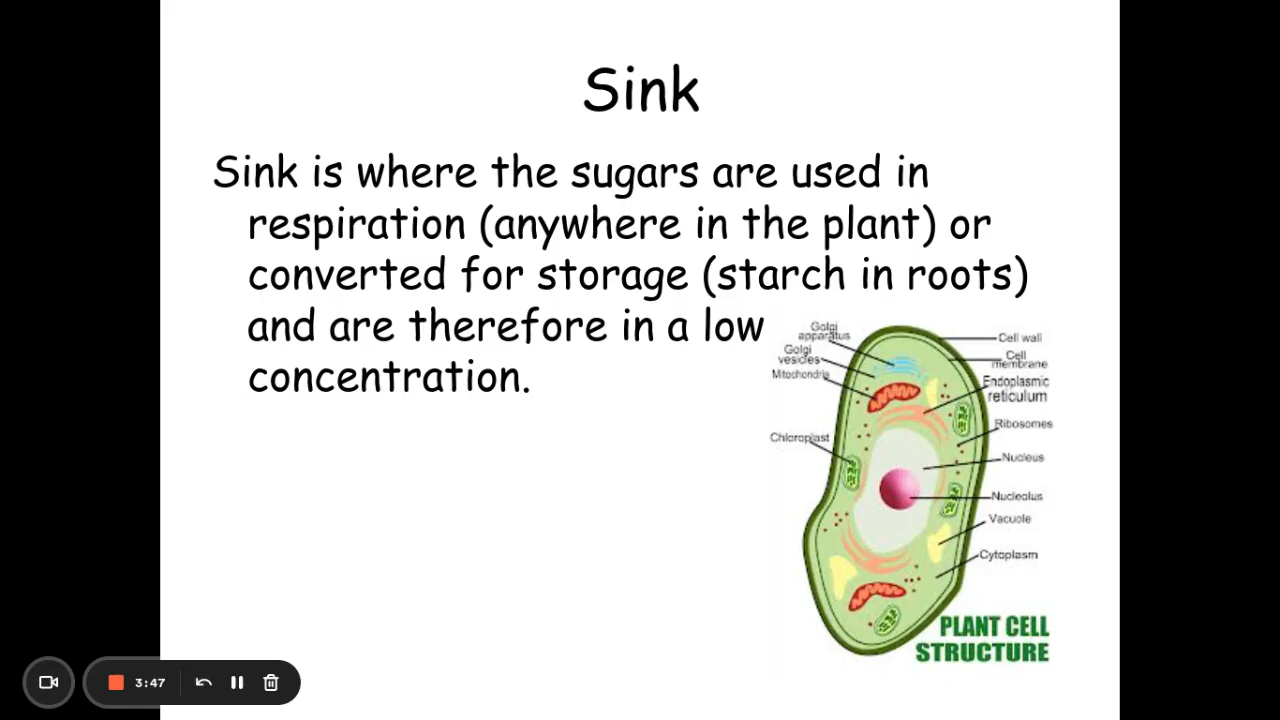 Sink
Sink is where the sugars are used in
respiration (anywhere in the plant) or
converted for storage (starch in roots)
and are therefore in a low
concentration.
Golgi
apparatus
Golgi
vesicles
Mitochondria
Chloroplast
Cell wall
Cell
membrane
Endoplasmic
reticulum
Ribosomes
Nucleus
Nucleolus
Vacuole
Cytoplasm
PLANT CELL
STRUCTURE
3:47